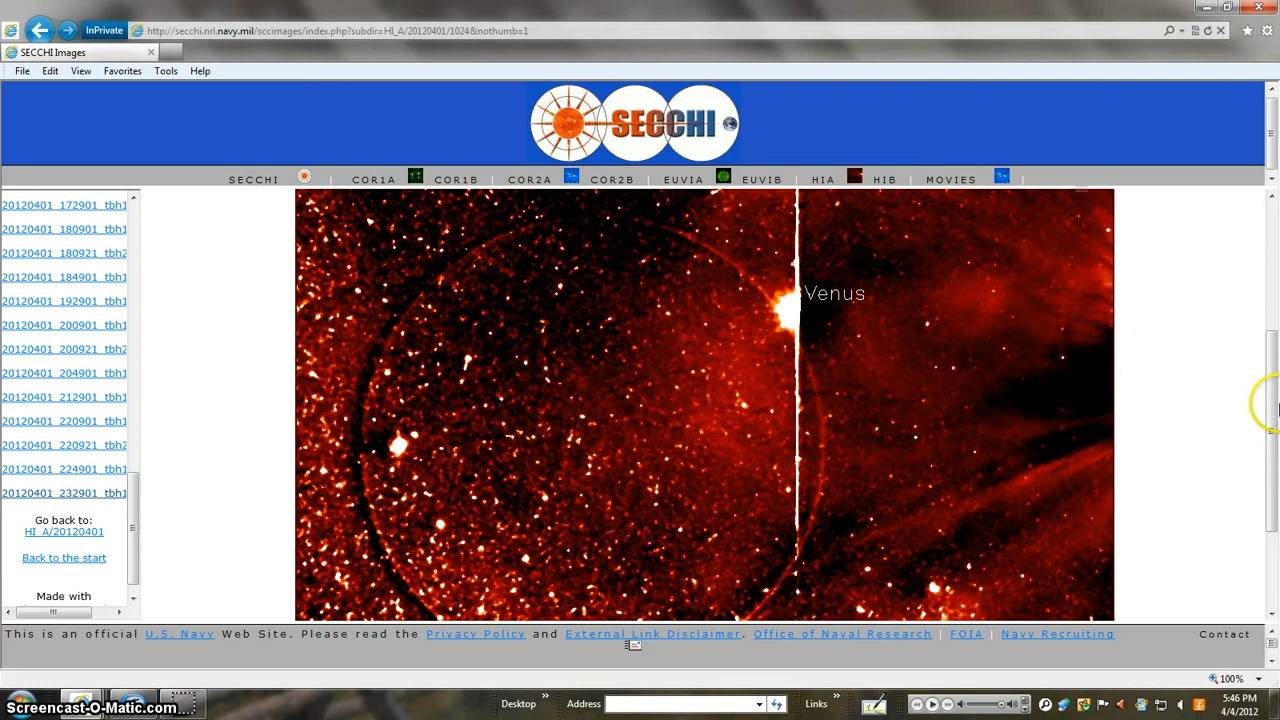 InPrivate
http://secchi.nrl.navy.mil/sccimages/index.php?subdir=HI_A/20120401/1024&nothumb=1
SECCHI Images
File Edit View Favorites Tools Help
SECCHI
SECCHI | COR1A COR1B | COR2A COR2B | EUVIA EUVIB | HIA HIB | MOVIES |
20120401_172901_tbh1
20120401_180901_tbh1
20120401_180921_tbh2
20120401_184901_tbh1
20120401_192901_tbh1
20120401_200901_tbh1
20120401_200921_tbh2
20120401_204901_tbh1
20120401_212901_tbh1
20120401_220901_tbh1
20120401_220921_tbh2
20120401_224901_tbh1
20120401_232901_tbh1
Go back to:
HI_A/20120401
Back to the start
Made with
Venus
This is an official U.S. Navy Web Site. Please read the Privacy Policy and External Link Disclaimer. Office of Naval Research | FOIA | Navy Recruiting
Contact
100%
Desktop
Address
Links
5:46 PM
4/4/2012
Screencast-O-Matic.com